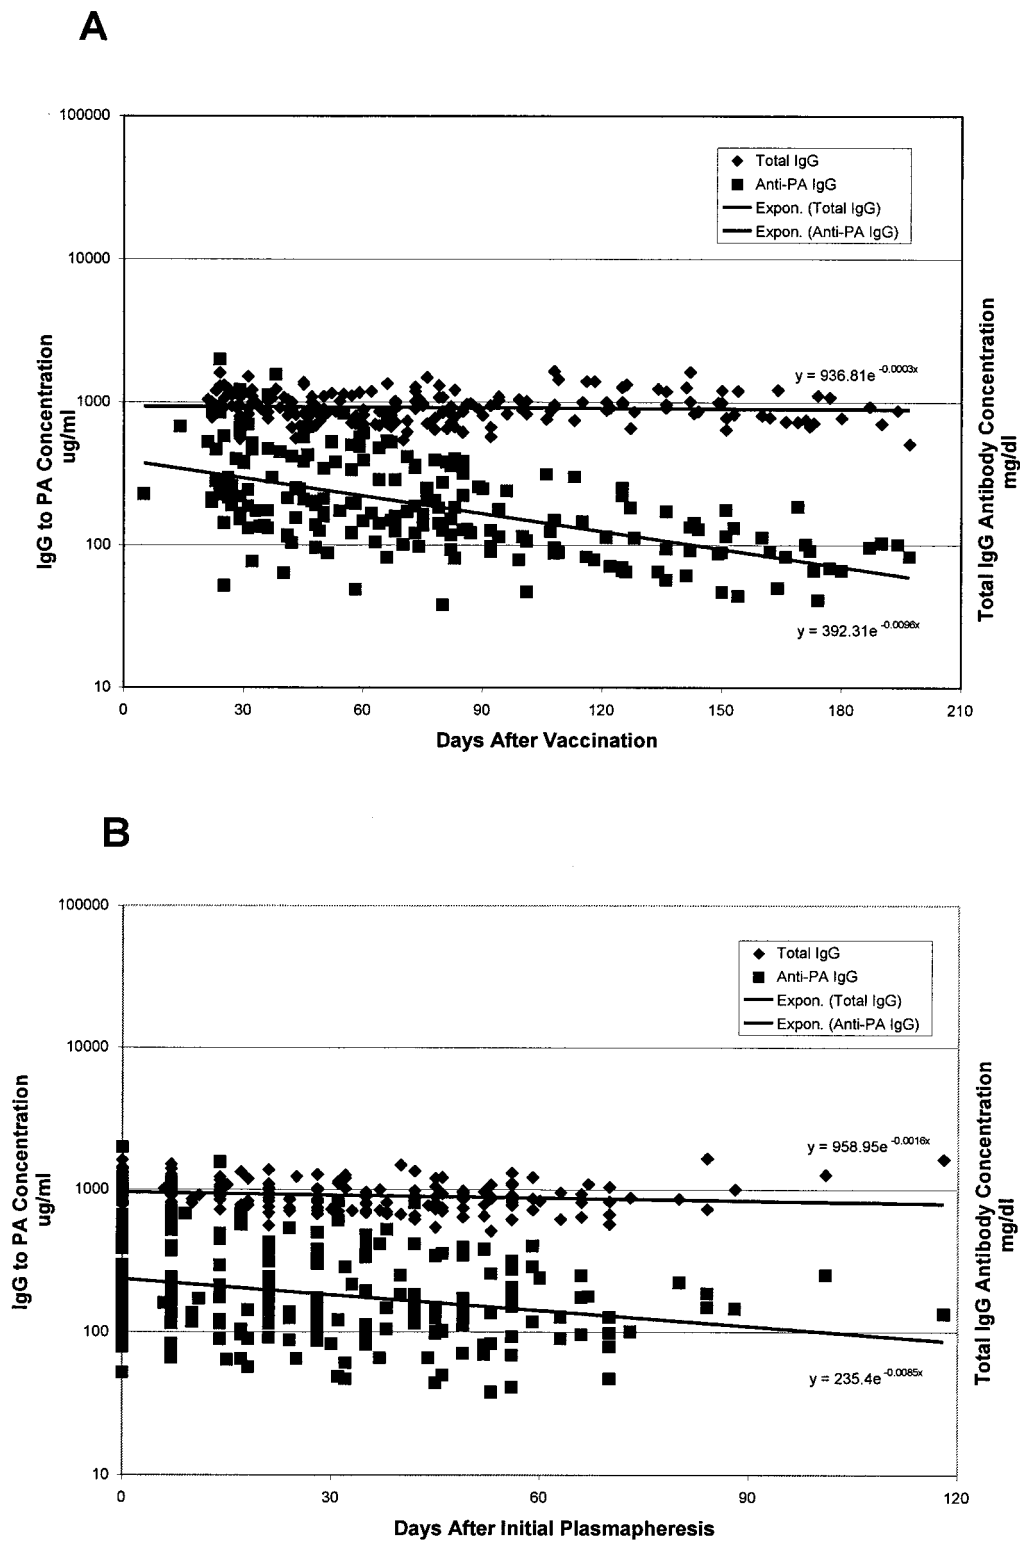 A
100000
10000
1000
100
10
IgG to PA Concentration
ug/ml
Total IgG
Anti-PA IgG
Expon. (Total IgG)
Expon. (Anti-PA IgG)
y = 936.81e -0.0003x
y = 392.31e -0.0096x
Total IgG Antibody Concentration
mg/dl
0 30 60 90 120 150 180 210
Days After Vaccination
B
100000
10000
1000
100
10
IgG to PA Concentration
ug/ml
Total IgG
Anti-PA IgG
Expon. (Total IgG)
Expon. (Anti-PA IgG)
y = 958.95e -0.0016x
y = 235.4e -0.0085x
Total IgG Antibody Concentration
mg/dl
0 30 60 90 120
Days After Initial Plasmapheresis